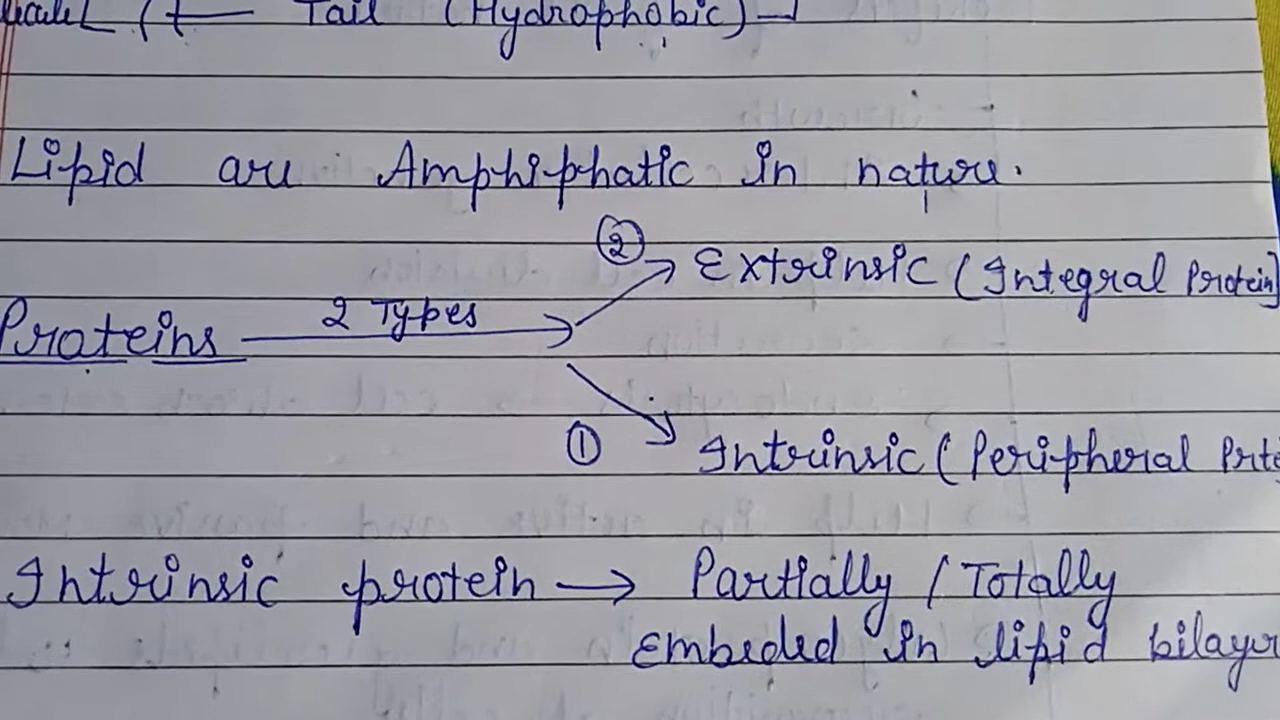 Tail (Hydrophobic)
Lipid are Amphiphatic in nature.
② Extrinsic (Integral Protein)
Proteins 2 Types
① Intrinsic (Peripheral Prte
Intrinsic protein → Partially / Totally
Embeded in lipid bilayer